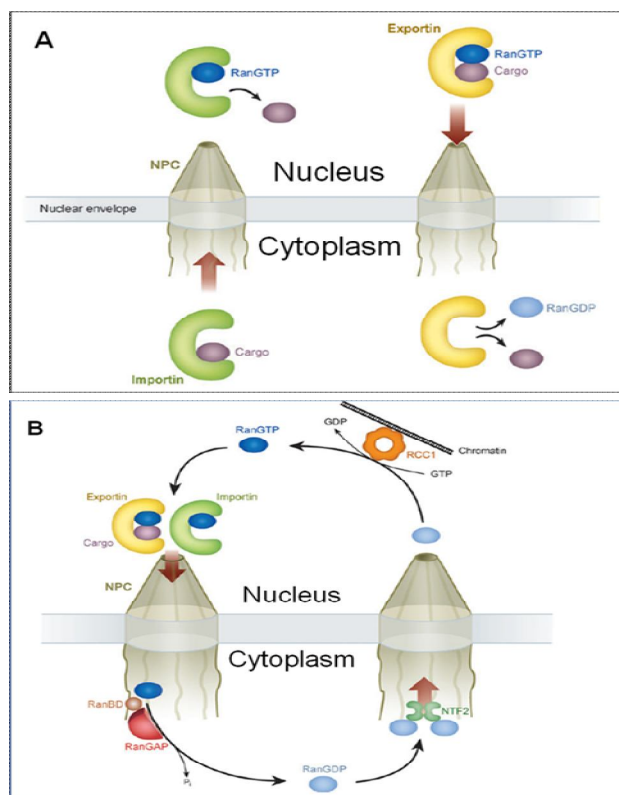 A
Exportin
RanGTP
RanGTP
Cargo
NPC
Nucleus
Nuclear envelope
Cytoplasm
RanGDP
Cargo
Importin
B
GDP
RanGTP
RCC1
Chromatin
GTP
Exportin
Importin
Cargo
NPC
Nucleus
Cytoplasm
RanBD
NTF2
RanGAP
RanGDP
Pi